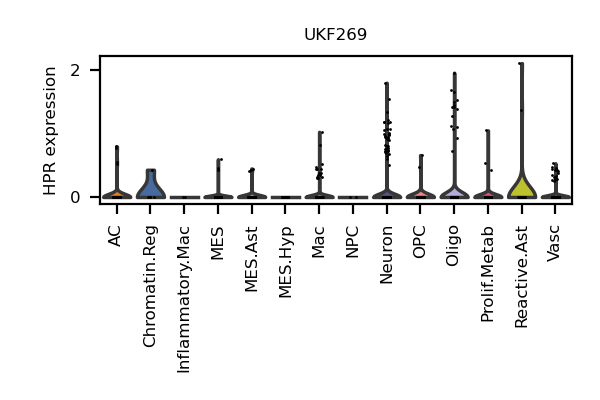 UKF269
HPR expression
2
0
AC
Chromatin.Reg
Inflammatory.Mac
MES
MES.Ast
MES.Hyp
Mac
NPC
Neuron
OPC
Oligo
Prolif.Metab
Reactive.Ast
Vasc